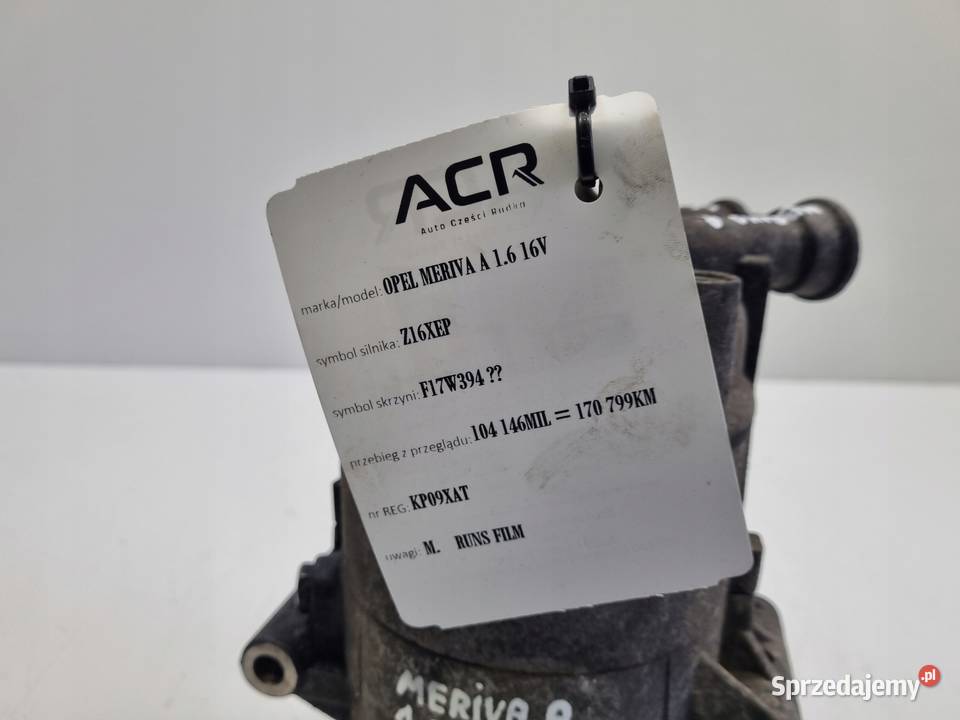 ACR
Auto Części Rudka
marka/model: OPEL MERIVA A 1.6 16V
symbol silnika: Z16XEP
symbol skrzyni: F17W394 ??
przebieg z przeglądu: 104 146MIL = 170 799KM
nr REG: KP09XAT
uwagi: M. RUNS FILM
MERIVA A
Sprzedajemy.pl